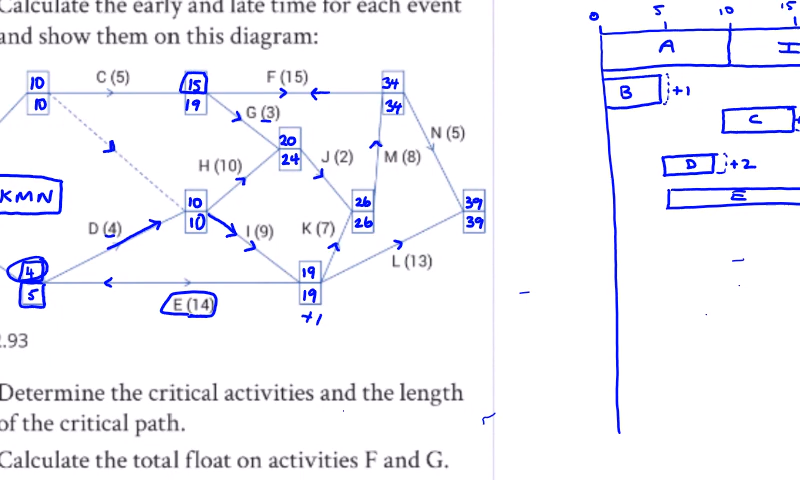 Calculate the early and late time for each event
and show them on this diagram:
10
10
C (5)
15
19
F (15)
34
34
G (3)
20
24
H (10)
J (2)
M (8)
N (5)
KMN
10
10
26
26
39
39
D (4)
I (9)
K (7)
L (13)
4
5
E (14)
19
19
+1
.93
Determine the critical activities and the length
of the critical path.
Calculate the total float on activities F and G.
0
5
10
15
A
I
B
+1
C
D
+2
E